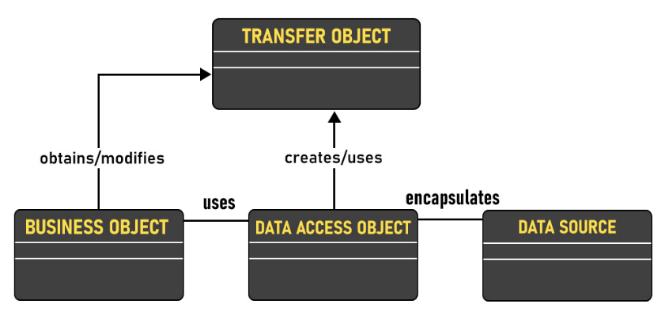 TRANSFER OBJECT
obtains/modifies
creates/uses
uses
encapsulates
BUSINESS OBJECT
DATA ACCESS OBJECT
DATA SOURCE